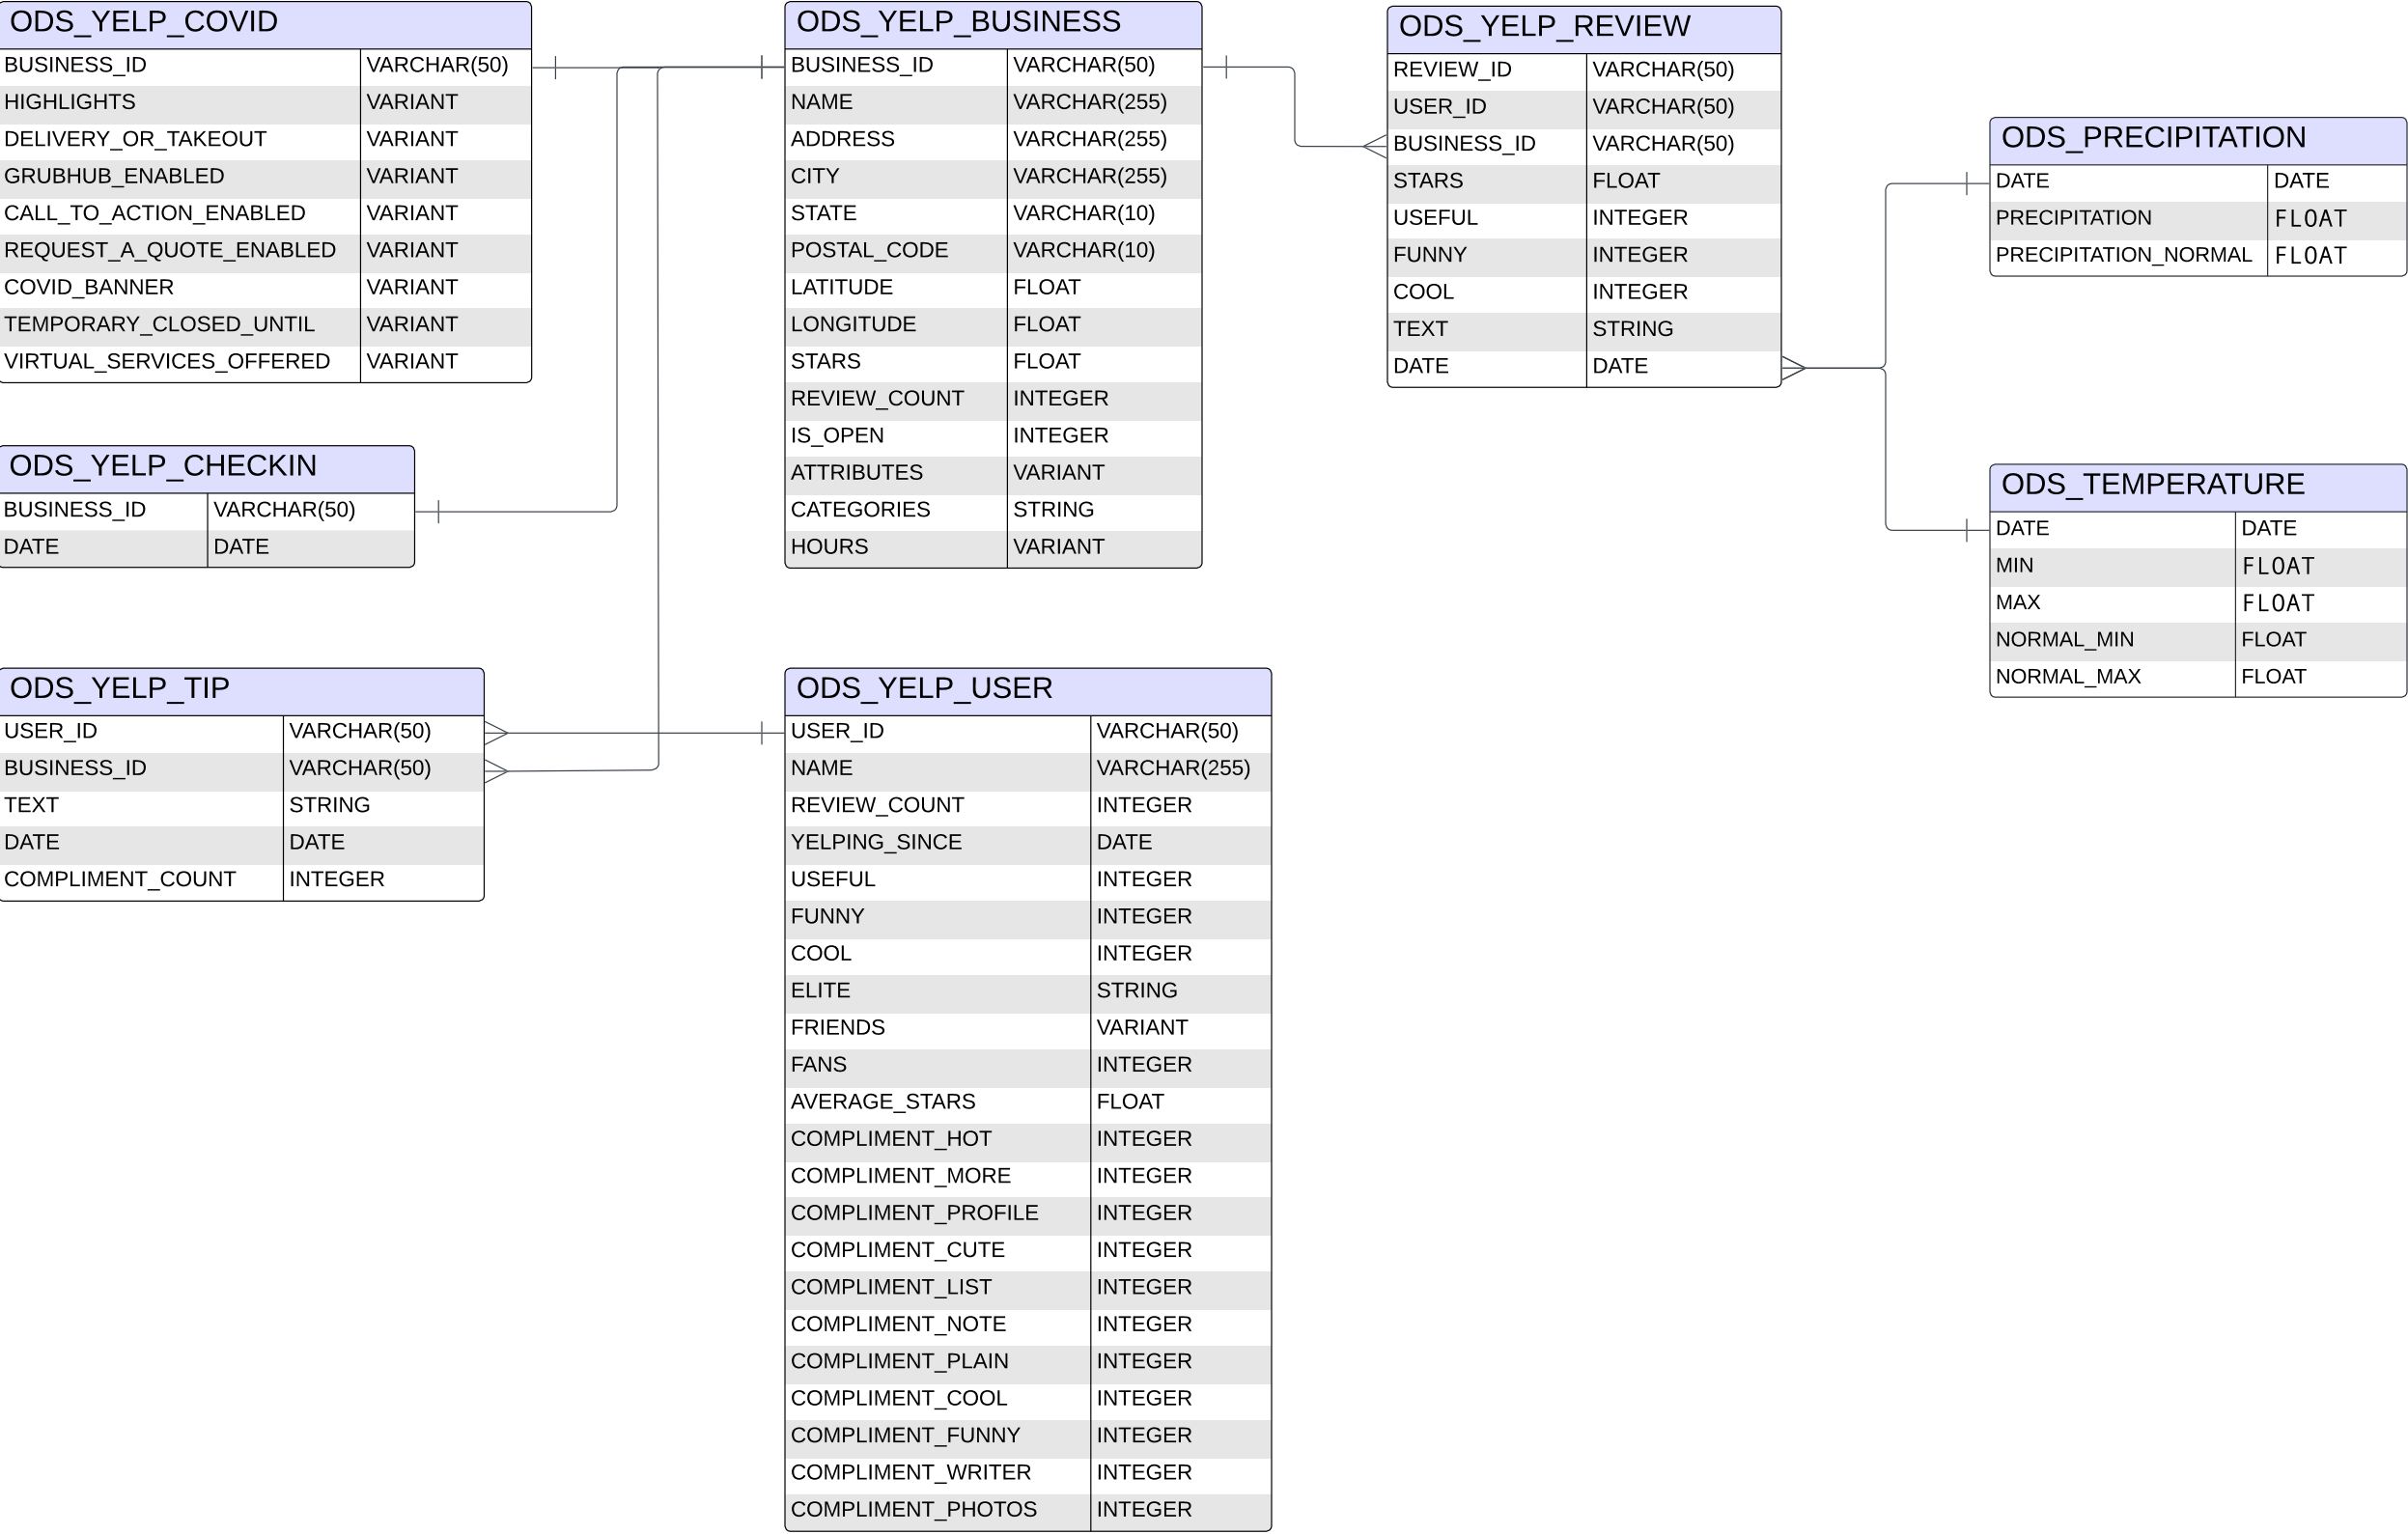 ODS_YELP_COVID
BUSINESS_ID VARCHAR(50)
HIGHLIGHTS VARIANT
DELIVERY_OR_TAKEOUT VARIANT
GRUBHUB_ENABLED VARIANT
CALL_TO_ACTION_ENABLED VARIANT
REQUEST_A_QUOTE_ENABLED VARIANT
COVID_BANNER VARIANT
TEMPORARY_CLOSED_UNTIL VARIANT
VIRTUAL_SERVICES_OFFERED VARIANT
ODS_YELP_CHECKIN
BUSINESS_ID VARCHAR(50)
DATE DATE
ODS_YELP_TIP
USER_ID VARCHAR(50)
BUSINESS_ID VARCHAR(50)
TEXT STRING
DATE DATE
COMPLIMENT_COUNT INTEGER
ODS_YELP_BUSINESS
BUSINESS_ID VARCHAR(50)
NAME VARCHAR(255)
ADDRESS VARCHAR(255)
CITY VARCHAR(255)
STATE VARCHAR(10)
POSTAL_CODE VARCHAR(10)
LATITUDE FLOAT
LONGITUDE FLOAT
STARS FLOAT
REVIEW_COUNT INTEGER
IS_OPEN INTEGER
ATTRIBUTES VARIANT
CATEGORIES STRING
HOURS VARIANT
ODS_YELP_USER
USER_ID VARCHAR(50)
NAME VARCHAR(255)
REVIEW_COUNT INTEGER
YELPING_SINCE DATE
USEFUL INTEGER
FUNNY INTEGER
COOL INTEGER
ELITE STRING
FRIENDS VARIANT
FANS INTEGER
AVERAGE_STARS FLOAT
COMPLIMENT_HOT INTEGER
COMPLIMENT_MORE INTEGER
COMPLIMENT_PROFILE INTEGER
COMPLIMENT_CUTE INTEGER
COMPLIMENT_LIST INTEGER
COMPLIMENT_NOTE INTEGER
COMPLIMENT_PLAIN INTEGER
COMPLIMENT_COOL INTEGER
COMPLIMENT_FUNNY INTEGER
COMPLIMENT_WRITER INTEGER
COMPLIMENT_PHOTOS INTEGER
ODS_YELP_REVIEW
REVIEW_ID VARCHAR(50)
USER_ID VARCHAR(50)
BUSINESS_ID VARCHAR(50)
STARS FLOAT
USEFUL INTEGER
FUNNY INTEGER
COOL INTEGER
TEXT STRING
DATE DATE
ODS_PRECIPITATION
DATE DATE
PRECIPITATION FLOAT
PRECIPITATION_NORMAL FLOAT
ODS_TEMPERATURE
DATE DATE
MIN FLOAT
MAX FLOAT
NORMAL_MIN FLOAT
NORMAL_MAX FLOAT